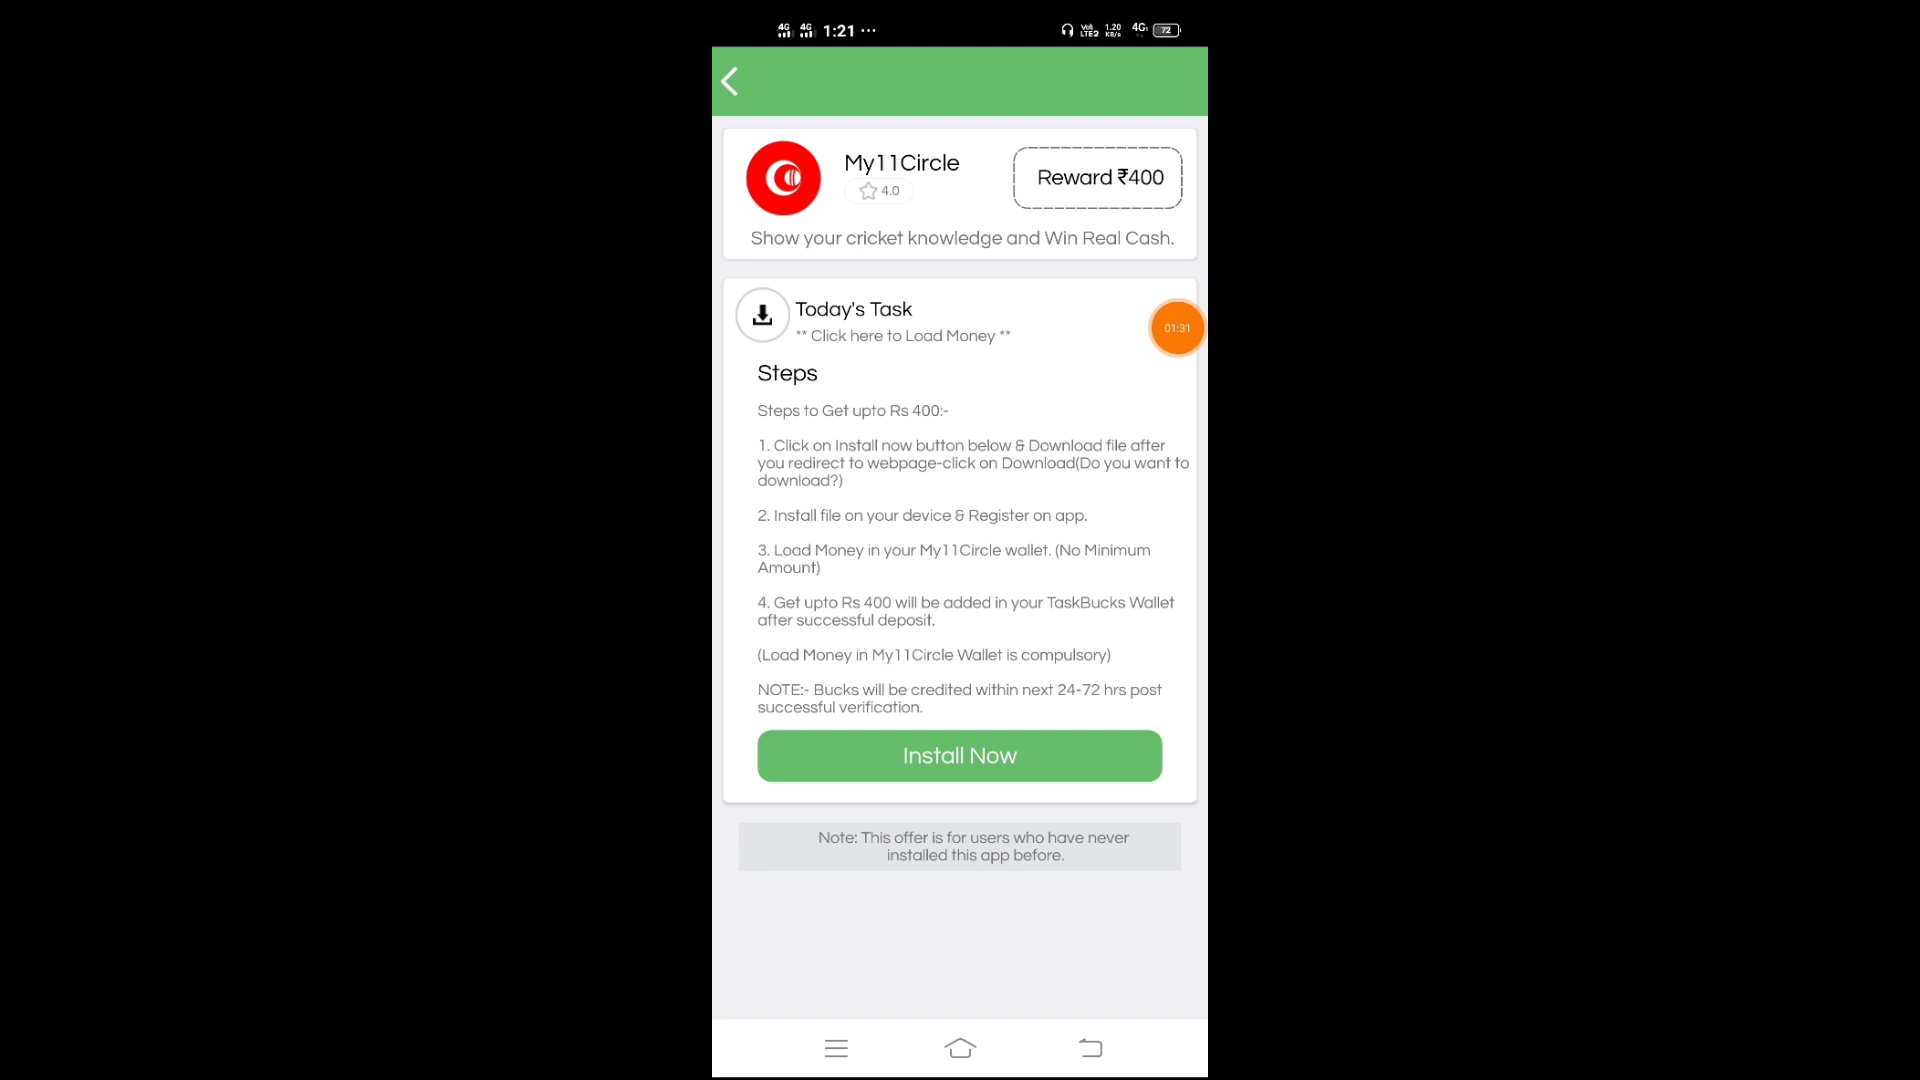 4G 4G 1:21 ... Vo) LTE2 1.20 KB/s 4G 72
My11Circle
4.0
Reward ₹400
Show your cricket knowledge and Win Real Cash.
Today's Task
** Click here to Load Money **
01:31
Steps
Steps to Get upto Rs 400:-
1. Click on Install now button below & Download file after
you redirect to webpage-click on Download(Do you want to
download?)
2. Install file on your device & Register on app.
3. Load Money in your My11Circle wallet. (No Minimum
Amount)
4. Get upto Rs 400 will be added in your TaskBucks Wallet
after successful deposit.
(Load Money in My11Circle Wallet is compulsory)
NOTE:- Bucks will be credited within next 24-72 hrs post
successful verification.
Install Now
Note: This offer is for users who have never
installed this app before.